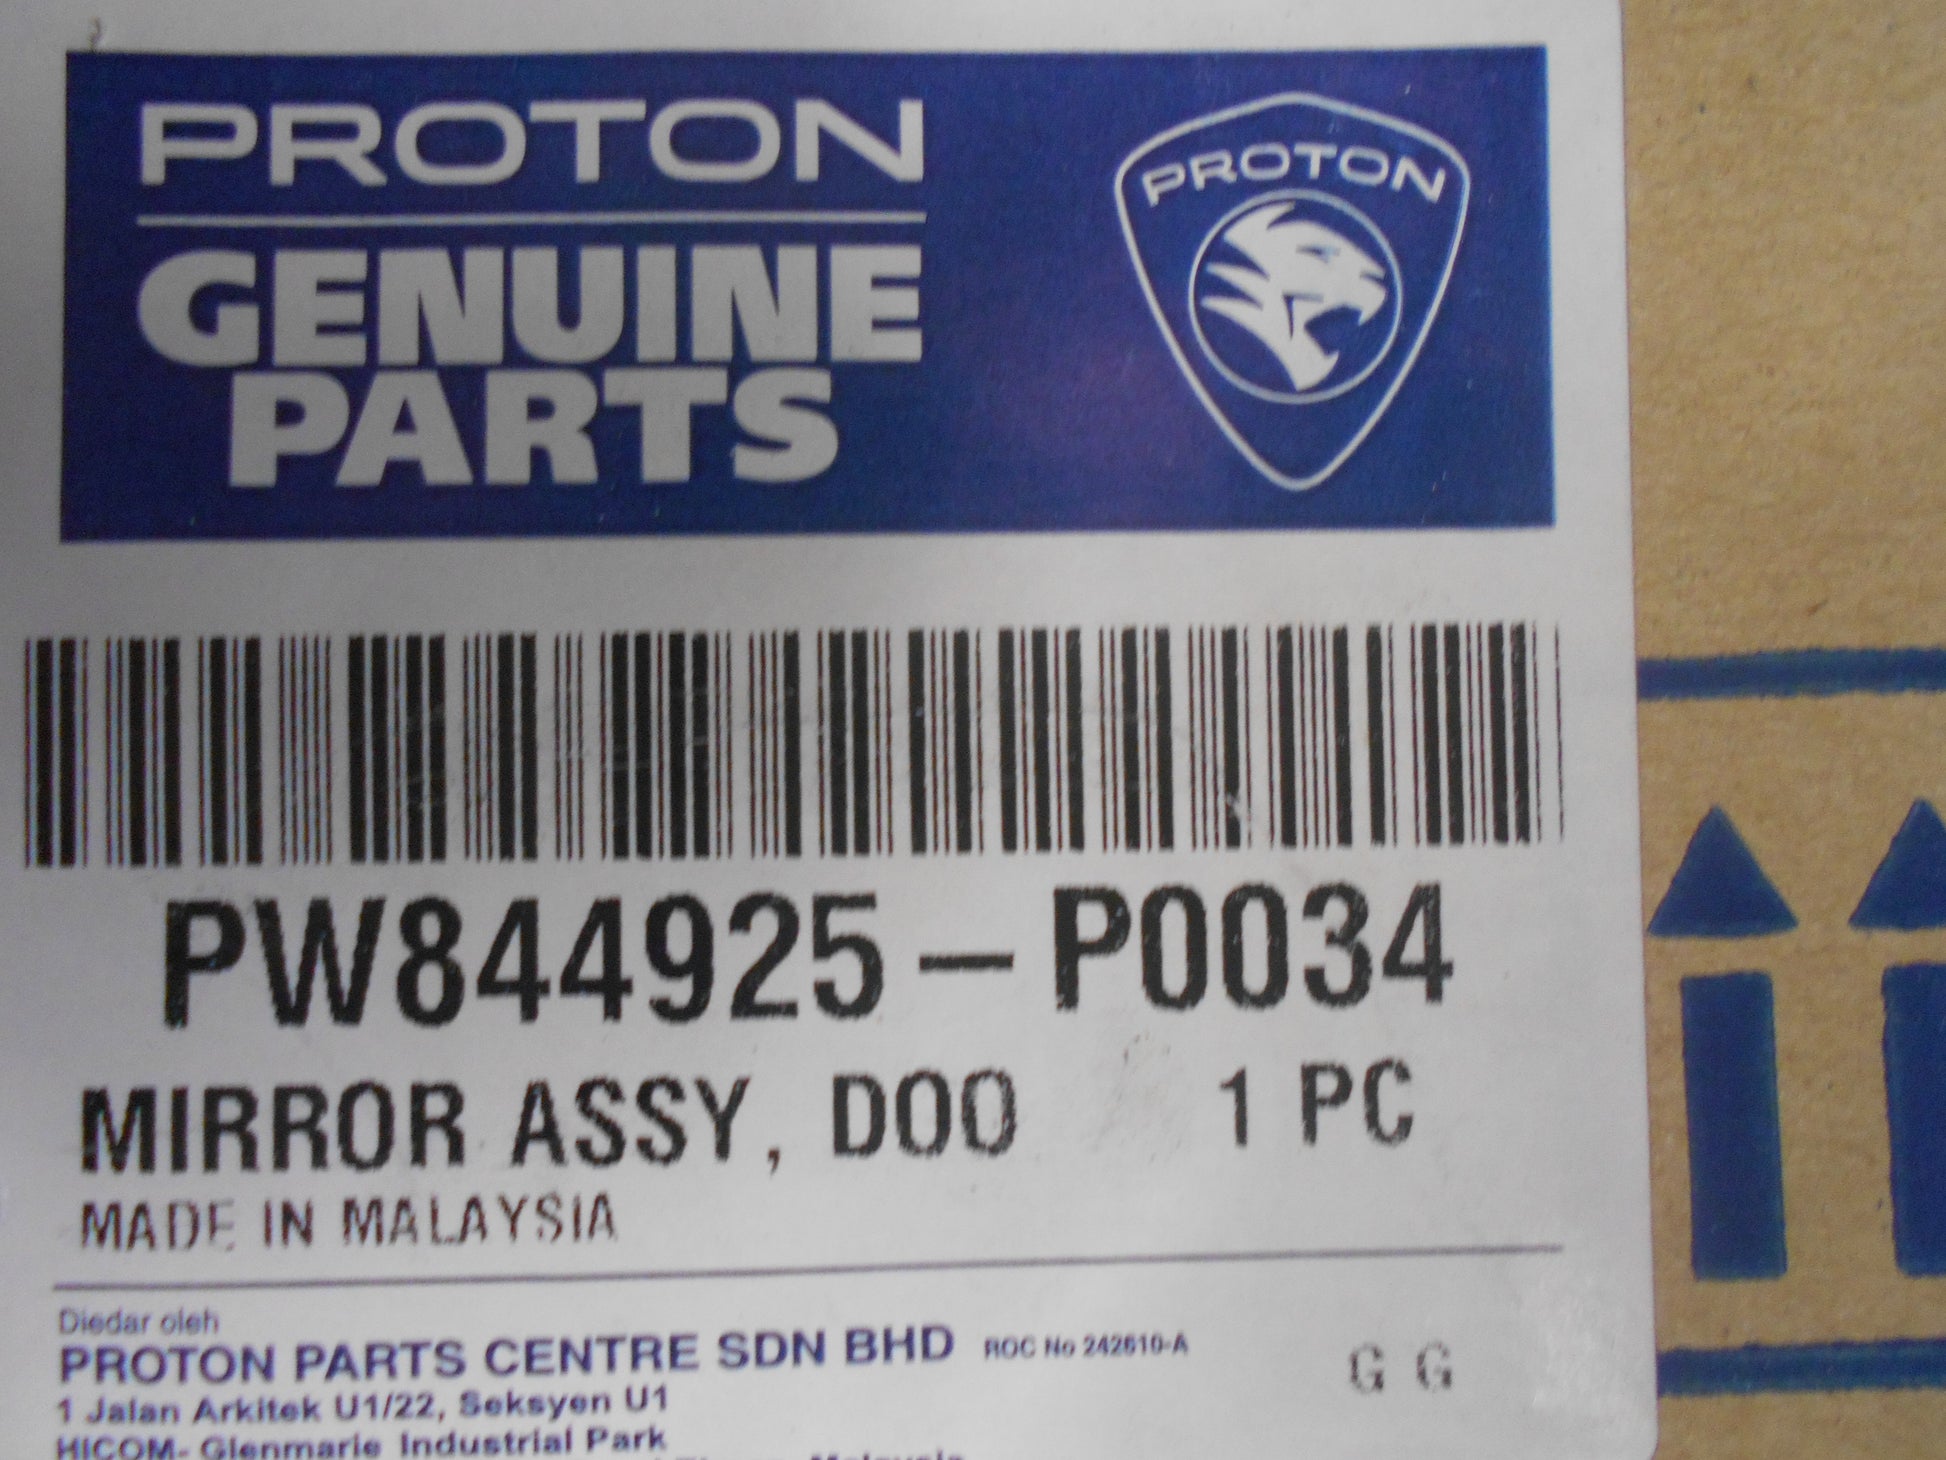 PROTON
GENUINE
PARTS
PROTON
PW844925-P0034
MIRROR ASSY, DOO 1 PC
MADE IN MALAYSIA
Diedar oleh
PROTON PARTS CENTRE SDN BHD ROC No 242610-A
G G
1 Jalan Arkitek U1/22, Seksyen U1
HICOM- Glenmarie Industrial Park
Malaysia